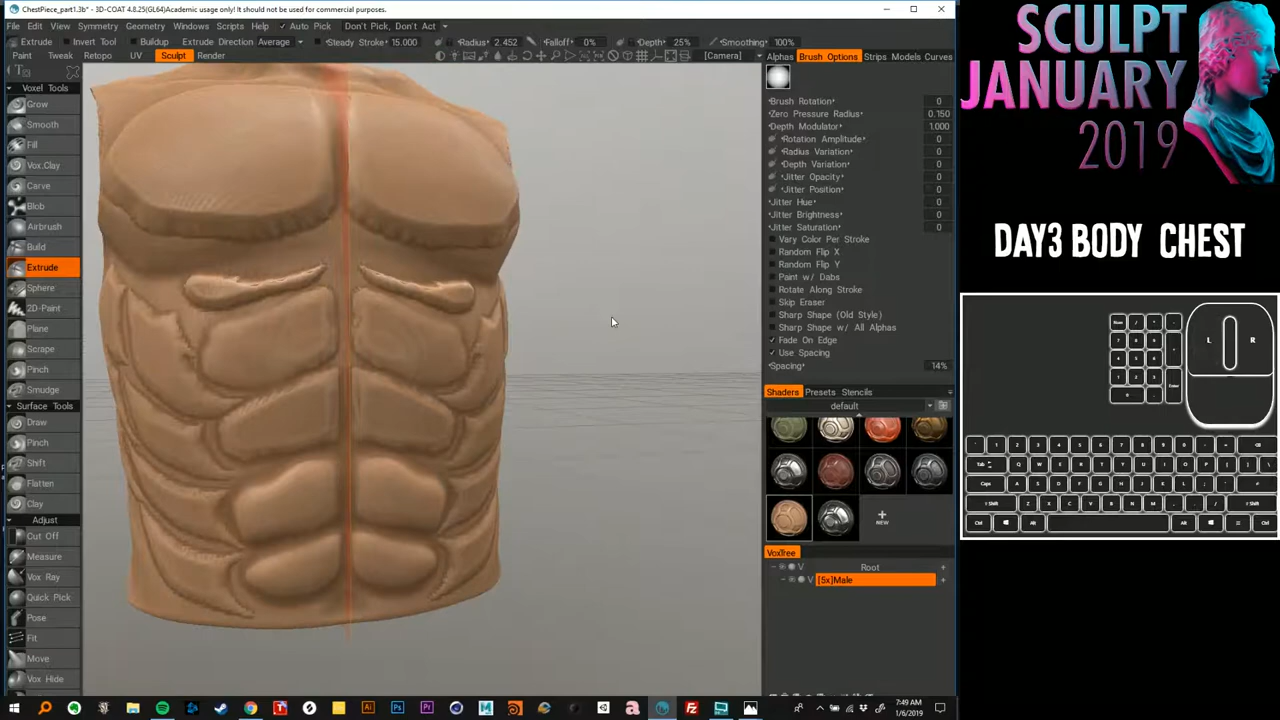 ChestPiece_part1.3b* - 3D-COAT 4.8.25(GL64)Academic usage only! It should not be used for commercial purposes.
File Edit View Symmetry Geometry Windows Scripts Help Auto Pick Don't Pick, Don't Act
Extrude Invert Tool Buildup Extrude Direction Average Steady Stroke 15.000 Radius 2.452 Falloff 0% Depth 25% Smoothing 100%
Paint Tweak Retopo UV Sculpt Render [Camera]
Alphas Brush Options Strips Models Curves
Voxel Tools
Grow
Smooth
Fill
Vox.Clay
Carve
Blob
Airbrush
Build
Extrude
Sphere
2D-Paint
Plane
Scrape
Pinch
Smudge
Surface Tools
Draw
Pinch
Shift
Flatten
Clay
Adjust
Cut Off
Measure
Vox Ray
Quick Pick
Pose
Fit
Move
Vox Hide
Brush Rotation 0
Zero Pressure Radius 0.150
Depth Modulator 1.000
Rotation Amplitude 0
Radius Variation 0
Depth Variation 0
Jitter Opacity 0
Jitter Position 0
Jitter Hue 0
Jitter Brightness 0
Jitter Saturation 0
Vary Color Per Stroke
Random Flip X
Random Flip Y
Paint w/ Dabs
Rotate Along Stroke
Skip Eraser
Sharp Shape (Old Style)
Sharp Shape w/ All Alphas
Fade On Edge
Use Spacing
Spacing 14%
Shaders Presets Stencils
default
NEW
VoxTree
V Root +
V [5x]Male +
7:49 AM
1/6/2019
SCULPT
JANUARY
2019
DAY3 BODY CHEST
L R